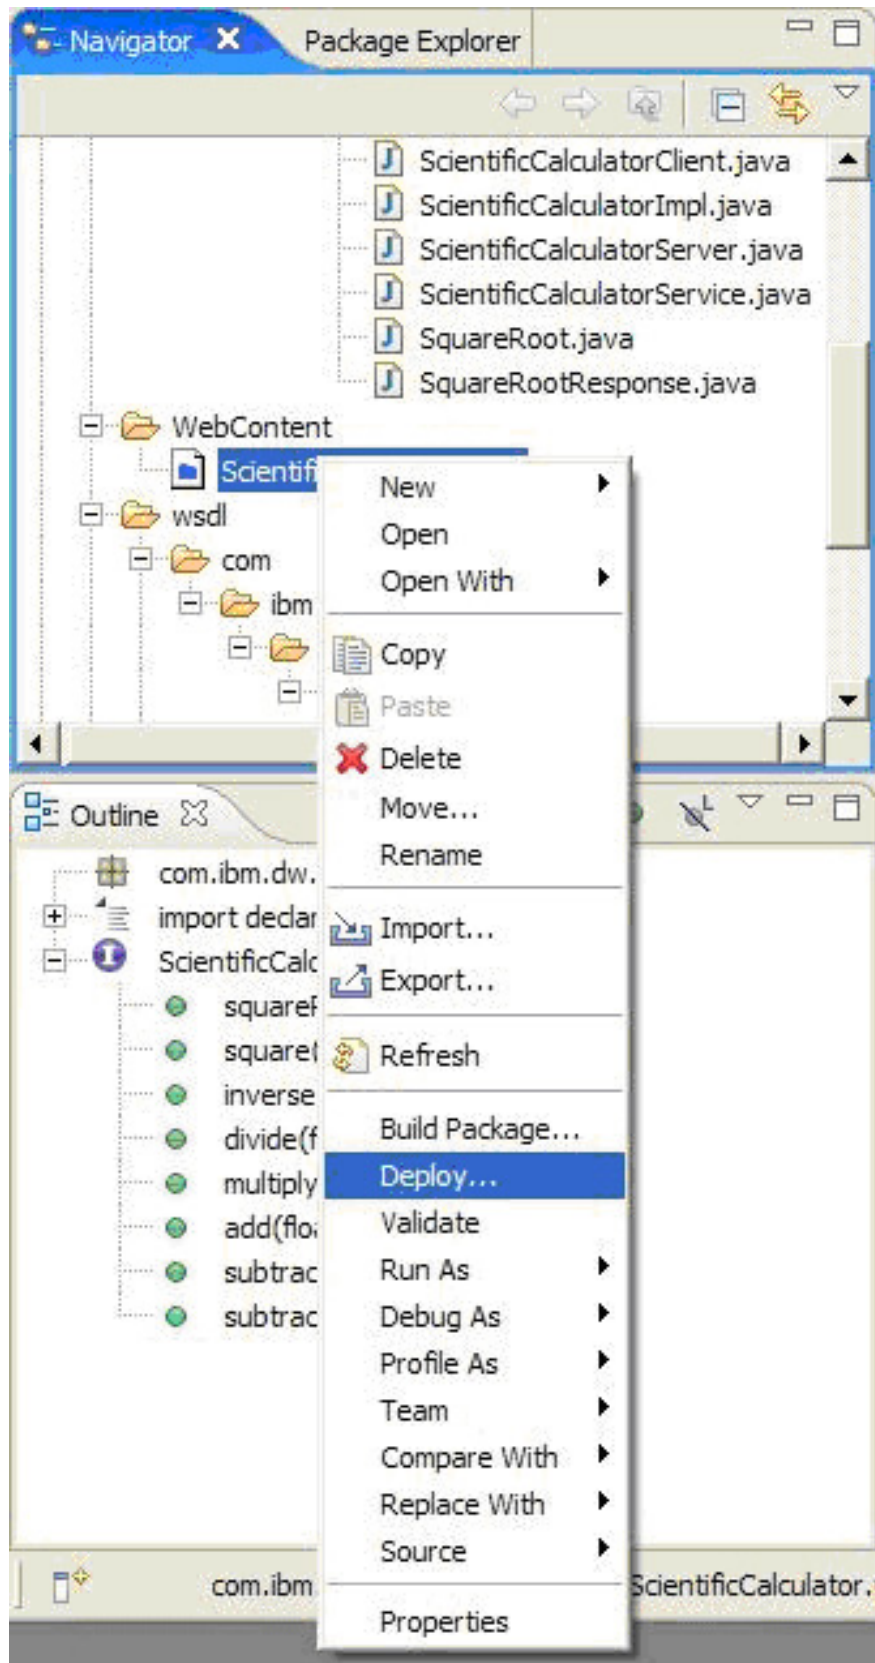 Navigator Package Explorer
ScientificCalculatorClient.java
ScientificCalculatorImpl.java
ScientificCalculatorServer.java
ScientificCalculatorService.java
SquareRoot.java
SquareRootResponse.java
WebContent
Scientif
wsdl
com
ibm
New
Open
Open With
Copy
Paste
Delete
Move...
Rename
Import...
Export...
Refresh
Build Package...
Deploy...
Validate
Run As
Debug As
Profile As
Team
Compare With
Replace With
Source
Properties
Outline
com.ibm.dw.
import declar
ScientificCalc
square
square(
inverse
divide(f
multiply
add(floa
subtrac
subtrac
com.ibm
ScientificCalculator.